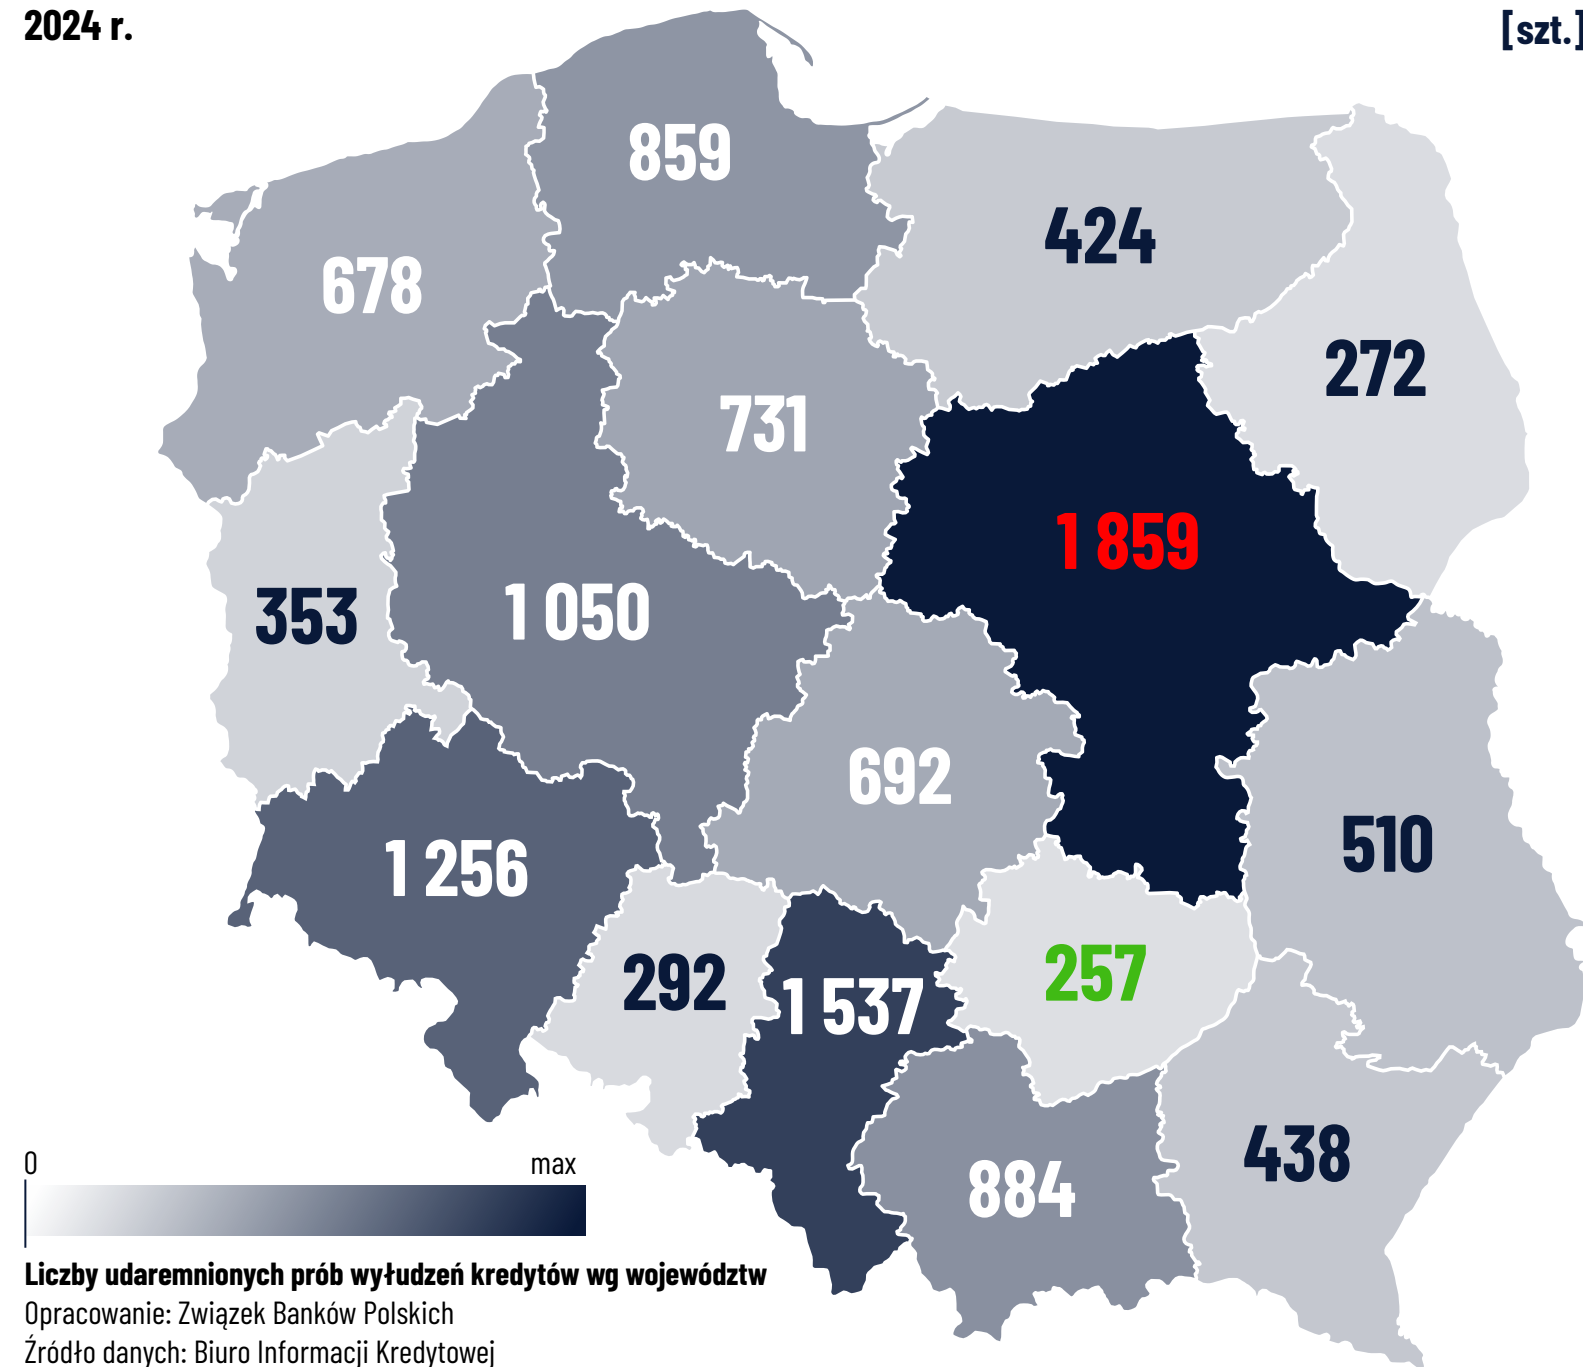 2024 r.
[szt.]
859
424
678
272
731
1 859
353
1 050
692
510
1 256
292
1 537
257
438
884
0
max
Liczby udaremnionych prób wyłudzeń kredytów wg województw
Opracowanie: Związek Banków Polskich
Źródło danych: Biuro Informacji Kredytowej